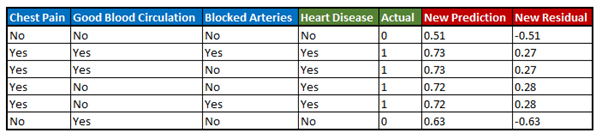 Chest Pain Good Blood Circulation Blocked Arteries Heart Disease Actual New Prediction New Residual
No No No No 0 0.51 -0.51
Yes Yes Yes Yes 1 0.73 0.27
Yes Yes No Yes 1 0.73 0.27
Yes No No Yes 1 0.72 0.28
Yes No Yes Yes 1 0.72 0.28
No Yes No No 0 0.63 -0.63